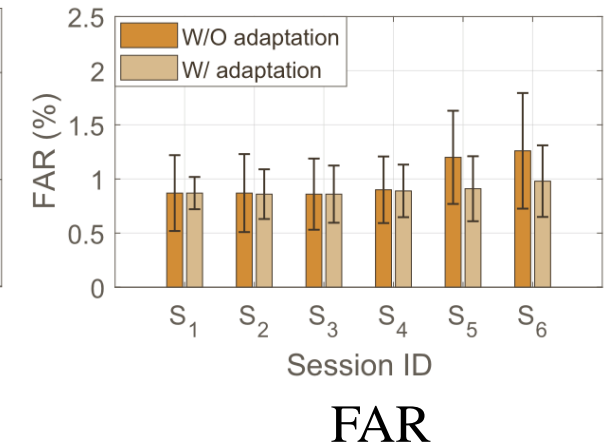 2.5
W/O adaptation
W/ adaptation
2
1.5
1
0.5
0
FAR (%)
S1 S2 S3 S4 S5 S6
Session ID
FAR